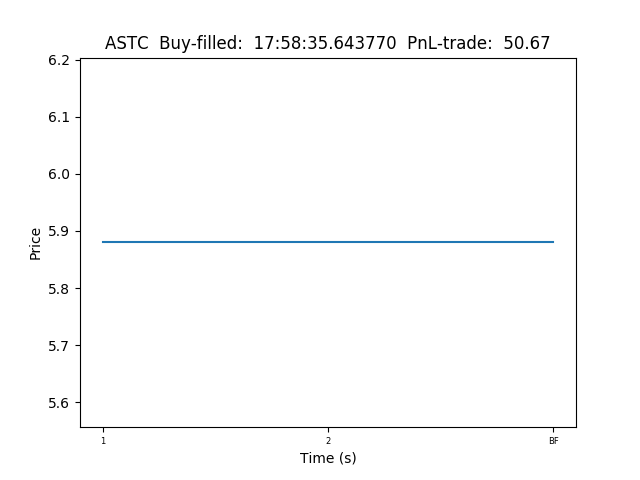 ASTC  Buy-filled:  17:58:35.643770  PnL-trade:  50.67
6.2
6.1
6.0
5.9
5.8
5.7
5.6
Price
1
2
BF
Time (s)